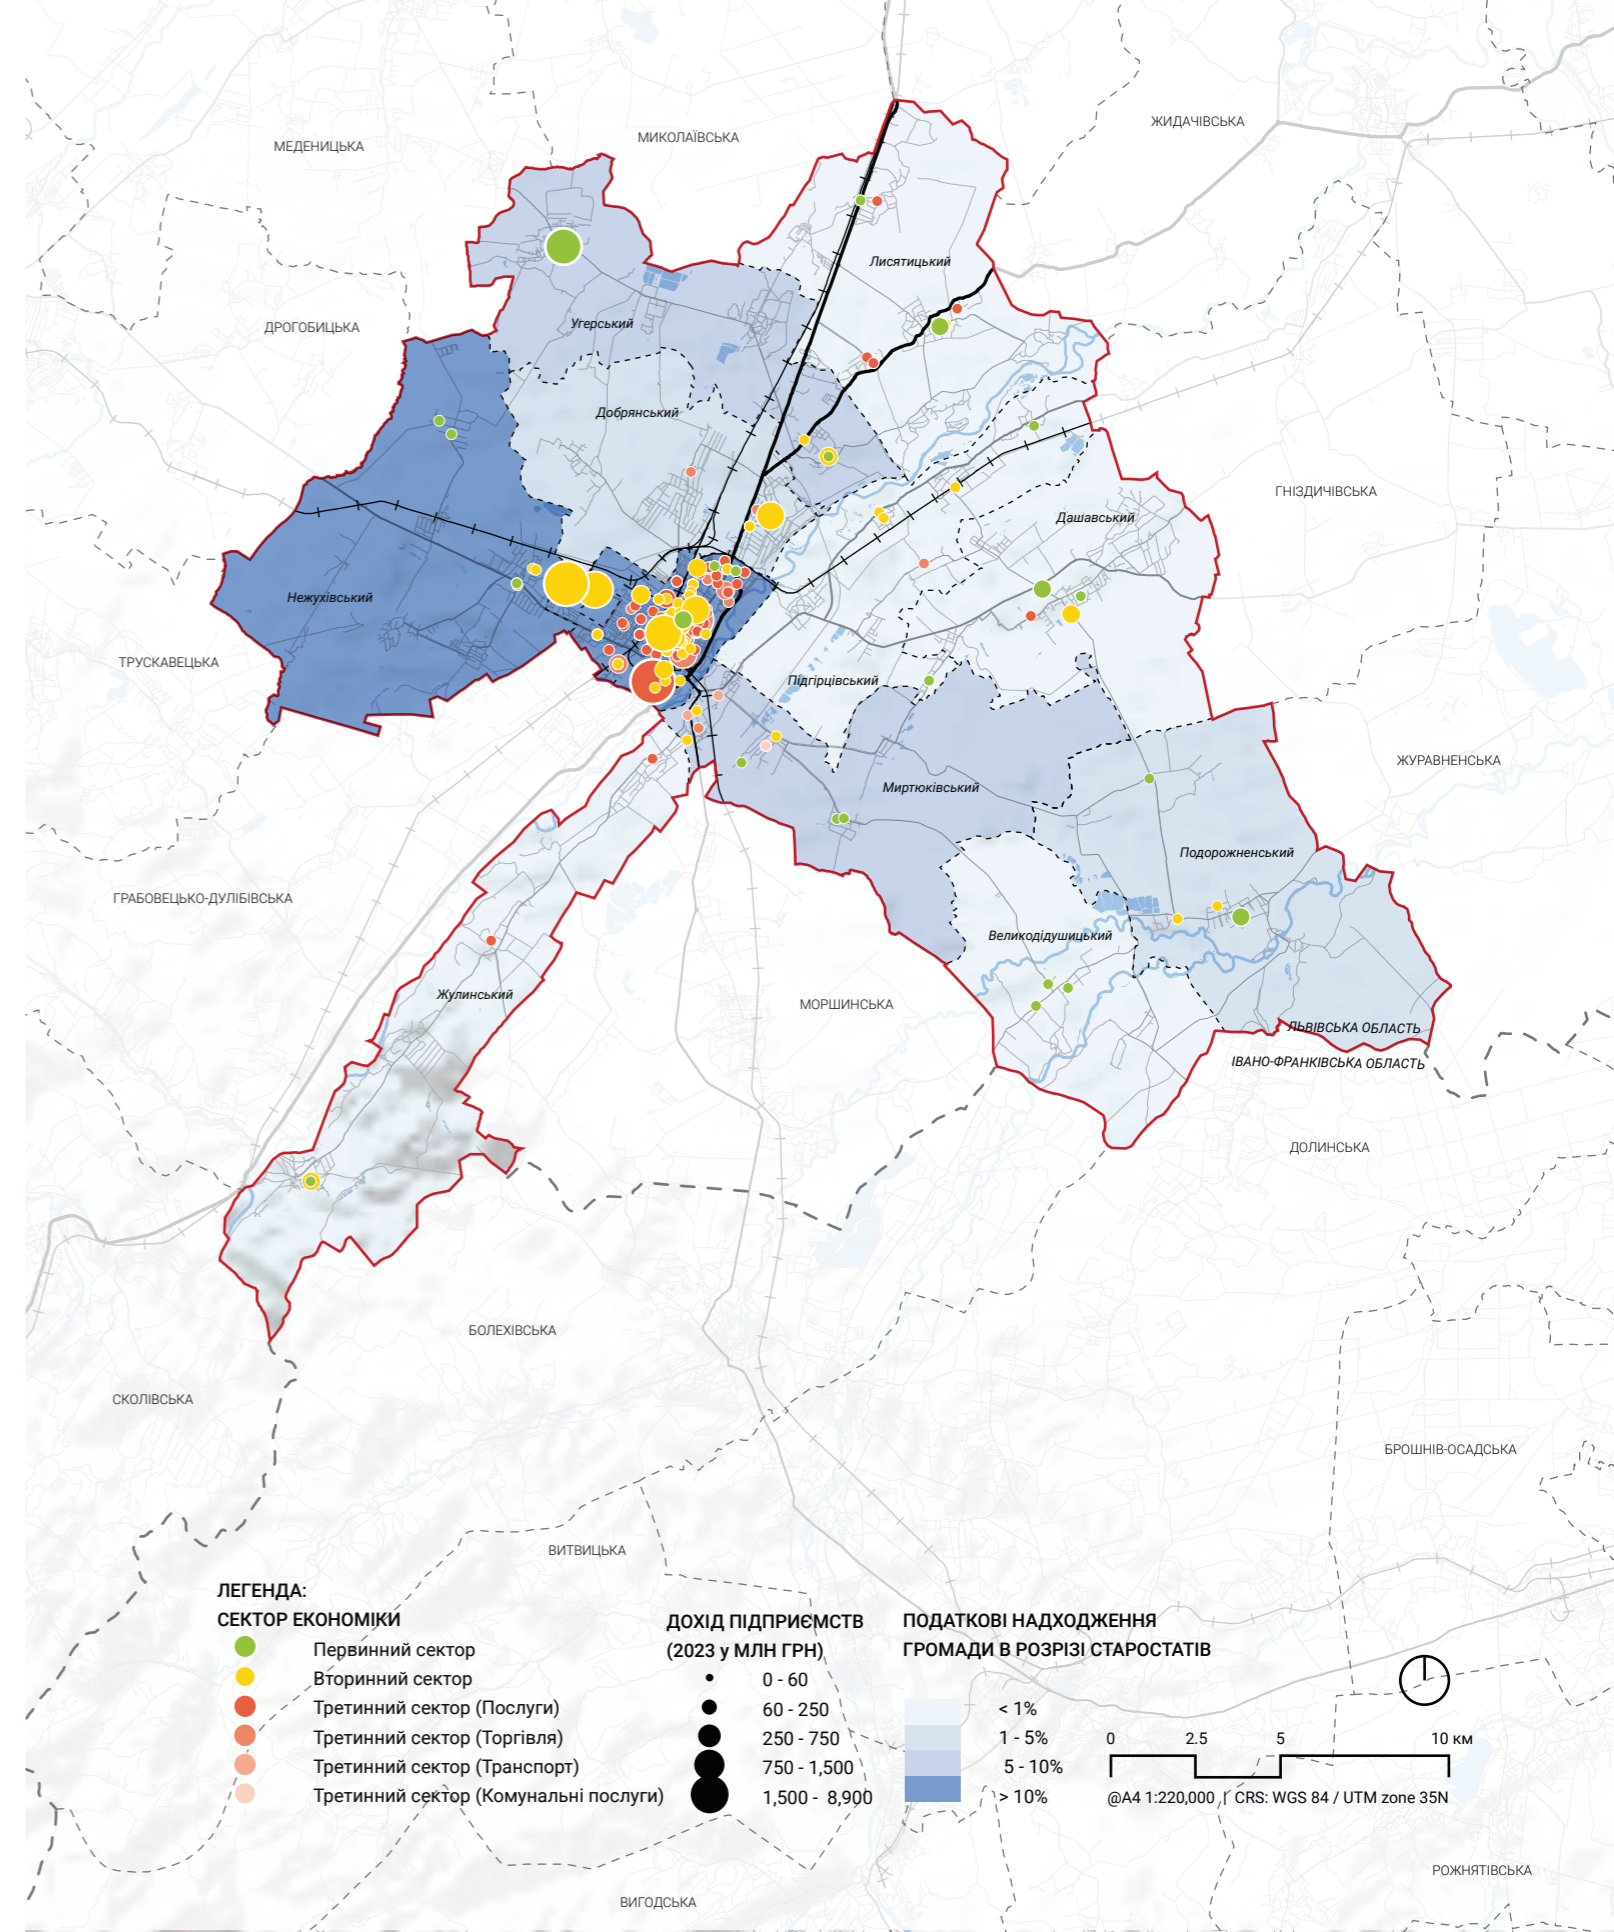 МЕДЕНИЦЬКА
МИКОЛАЇВСЬКА
ЖИДАЧІВСЬКА
Лисятицький
ДРОГОБИЦЬКА
Угерський
Добрянський
ГНІЗДИЧІВСЬКА
Дашавський
Нежухівський
ТРУСКАВЕЦЬКА
Підгірцівський
ЖУРАВНЕНСЬКА
Миртюківський
Подорожненський
ГРАБОВЕЦЬКО-ДУЛІБІВСЬКА
Великодідушицький
Жулинський
МОРШИНСЬКА
ЛЬВІВСЬКА ОБЛАСТЬ
ІВАНО-ФРАНКІВСЬКА ОБЛАСТЬ
ДОЛИНСЬКА
БОЛЕХІВСЬКА
СКОЛІВСЬКА
БРОШНІВ-ОСАДСЬКА
ВИТВИЦЬКА
ЛЕГЕНДА:
СЕКТОР ЕКОНОМІКИ
Первинний сектор
Вторинний сектор
Третинний сектор (Послуги)
Третинний сектор (Торгівля)
Третинний сектор (Транспорт)
Третинний сектор (Комунальні послуги)
ДОХІД ПІДПРИЄМСТВ
(2023 у МЛН ГРН)
0 - 60
60 - 250
250 - 750
750 - 1,500
1,500 - 8,900
ПОДАТКОВІ НАДХОДЖЕННЯ
ГРОМАДИ В РОЗРІЗІ СТАРОСТАТІВ
< 1%
1 - 5%
5 - 10%
> 10%
0 2.5 5 10 км
@A4 1:220,000 | CRS: WGS 84 / UTM zone 35N
РОЖНЯТІВСЬКА
ВИГОДСЬКА